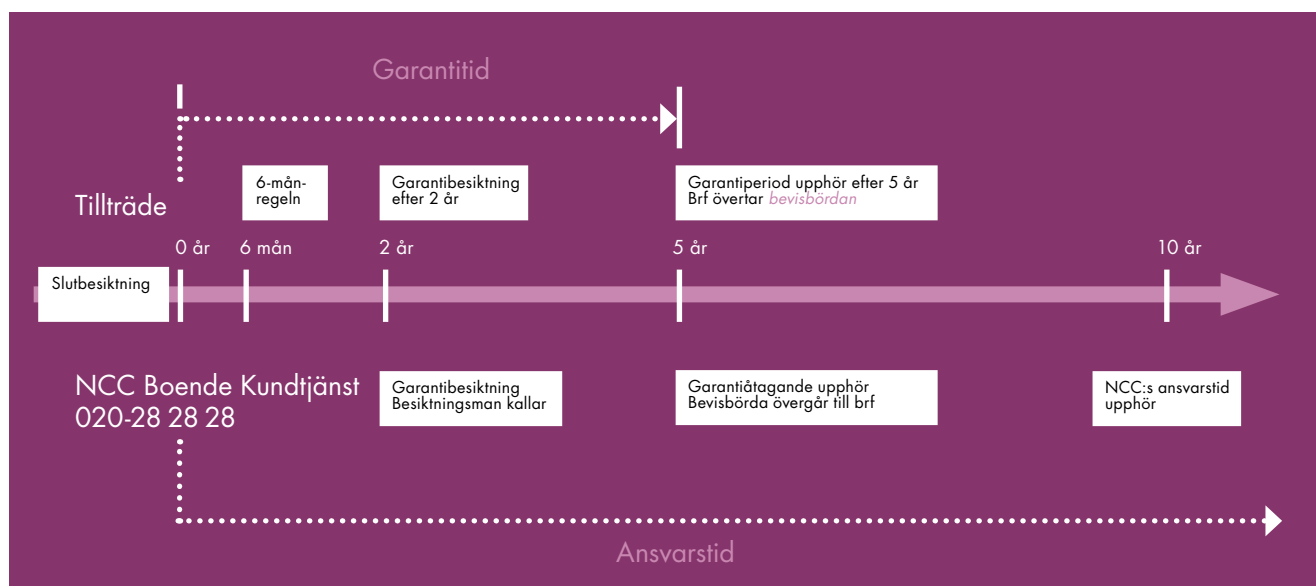 Garantitid
Tillträde
6-mån-
regeln
Garantibesiktning
efter 2 år
Garantiperiod upphör efter 5 år
Brf övertar bevisbördan
0 år
6 mån
2 år
5 år
10 år
Slutbesiktning
NCC Boende Kundtjänst
020-28 28 28
Garantibesiktning
Besiktningsman kallar
Garantiåtagande upphör
Bevisbörda övergår till brf
NCC:s ansvarstid
upphör
Ansvarstid